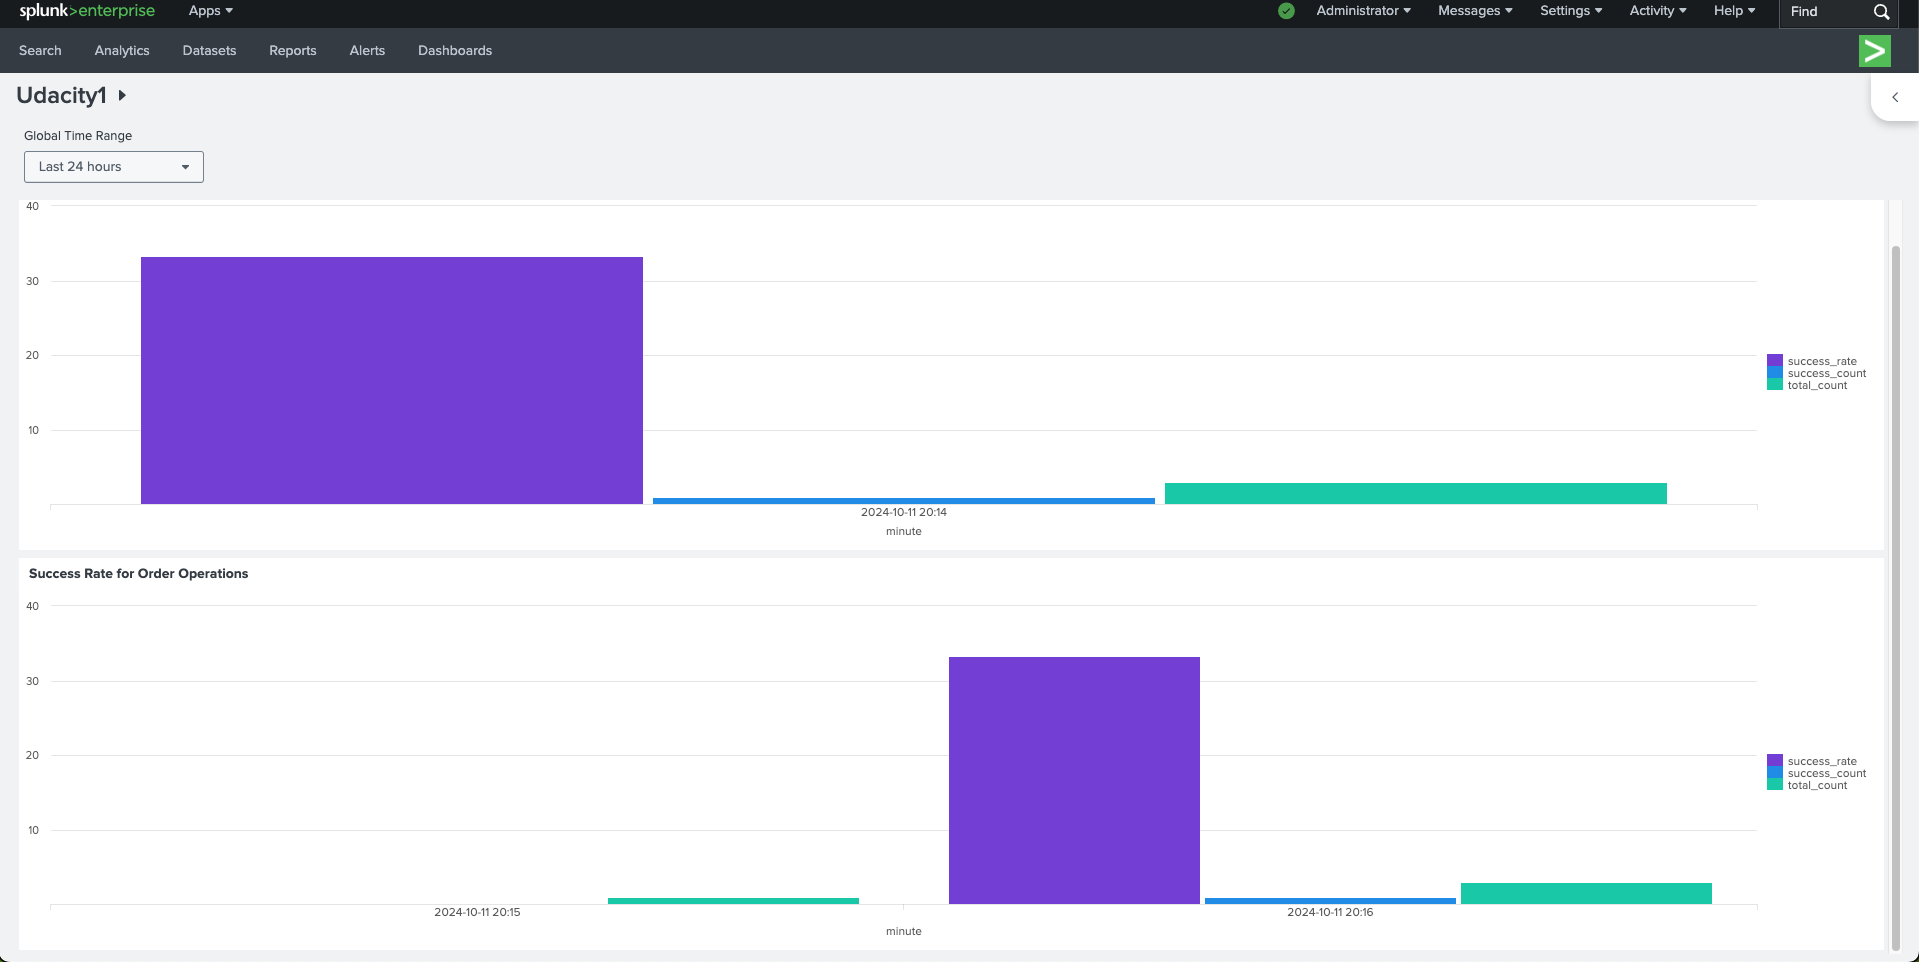 splunk>enterprise Apps Administrator Messages Settings Activity Help Find
Search Analytics Datasets Reports Alerts Dashboards
Udacity1
Global Time Range
Last 24 hours
40
30
20
10
success_rate
success_count
total_count
2024-10-11 20:14
minute
Success Rate for Order Operations
40
30
20
10
success_rate
success_count
total_count
2024-10-11 20:15 2024-10-11 20:16
minute